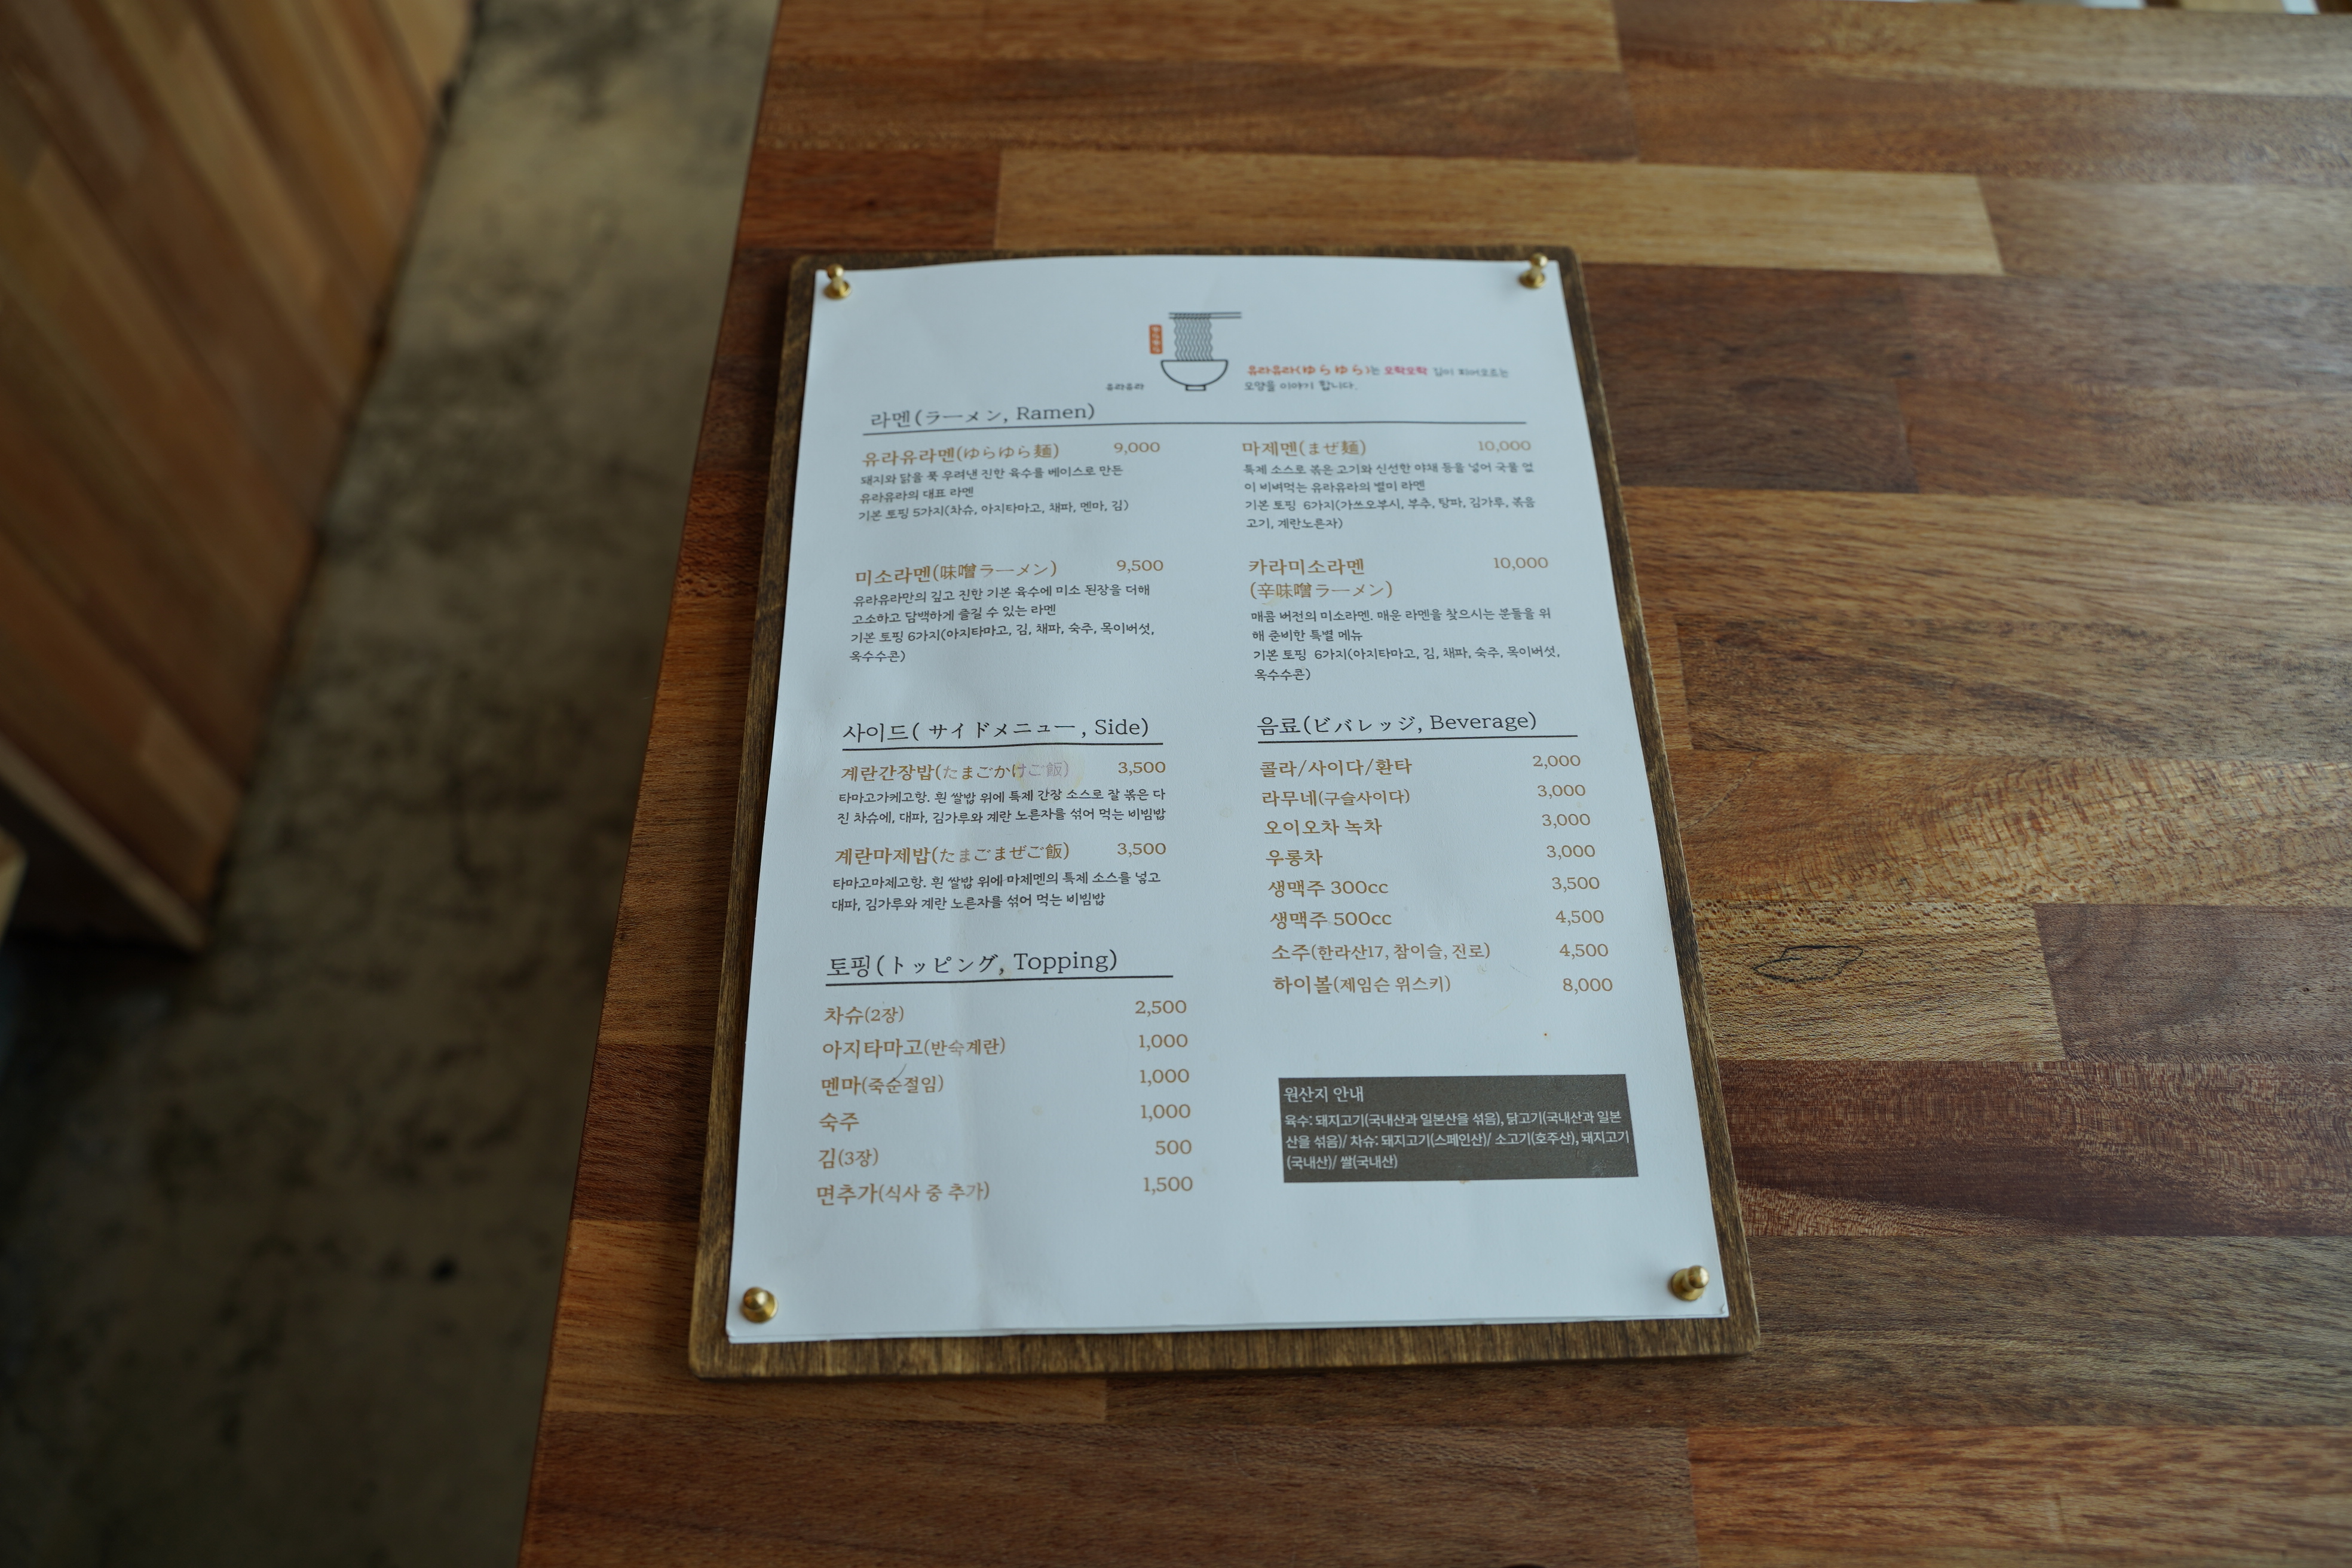 유라유라
유라유라(ゆらゆら)는 모락모락 김이 피어오르는
모양을 이야기 합니다.
라멘(ラーメン, Ramen)
유라유라멘(ゆらゆら麺) 9,000
돼지와 닭을 푹 우려낸 진한 육수를 베이스로 만든
유라유라의 대표 라멘
기본 토핑 5가지(차슈, 아지타마고, 채파, 멘마, 김)
마제멘(まぜ麺) 10,000
특제 소스로 볶은 고기와 신선한 야채 등을 넣어 국물 없
이 비벼먹는 유라유라의 별미 라멘
기본 토핑 6가지(가쓰오부시, 부추, 탕파, 김가루, 볶음
고기, 계란노른자)
미소라멘(味噌ラーメン) 9,500
유라유라만의 깊고 진한 기본 육수에 미소 된장을 더해
고소하고 담백하게 즐길 수 있는 라멘
기본 토핑 6가지(아지타마고, 김, 채파, 숙주, 목이버섯,
옥수수콘)
카라미소라멘 10,000
(辛味噌ラーメン)
매콤 버전의 미소라멘. 매운 라멘을 찾으시는 분들을 위
해 준비한 특별 메뉴
기본 토핑 6가지(아지타마고, 김, 채파, 숙주, 목이버섯,
옥수수콘)
사이드( サイドメニュー , Side)
계란간장밥(たまごかけご飯) 3,500
타마고가케고항. 흰 쌀밥 위에 특제 간장 소스로 잘 볶은 다
진 차슈에, 대파, 김가루와 계란 노른자를 섞어 먹는 비빔밥
계란마제밥(たまごまぜご飯) 3,500
타마고마제고항. 흰 쌀밥 위에 마제멘의 특제 소스를 넣고
대파, 김가루와 계란 노른자를 섞어 먹는 비빔밥
토핑(トッピング, Topping)
차슈(2장) 2,500
아지타마고(반숙계란) 1,000
멘마(죽순절임) 1,000
숙주 1,000
김(3장) 500
면추가(식사 중 추가) 1,500
음료(ビバレッジ, Beverage)
콜라/사이다/환타 2,000
라무네(구슬사이다) 3,000
오이오차 녹차 3,000
우롱차 3,000
생맥주 300cc 3,500
생맥주 500cc 4,500
소주(한라산17, 참이슬, 진로) 4,500
하이볼(제임슨 위스키) 8,000
원산지 안내
육수: 돼지고기(국내산과 일본산을 섞음), 닭고기(국내산과 일본
산을 섞음)/ 차슈: 돼지고기(스페인산)/ 소고기(호주산), 돼지고기
(국내산)/ 쌀(국내산)